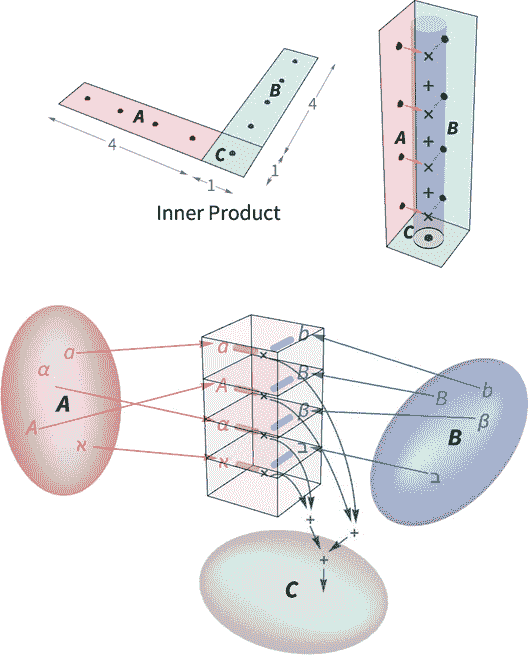 A
B
C
4
1
4
1
Inner Product
×
+
×
+
×
+
×
A
B
C
a
α
A
A
א
a
b
A
B
α
β
א
ב
×
×
×
×
b
B
β
B
ב
+
+
+
C